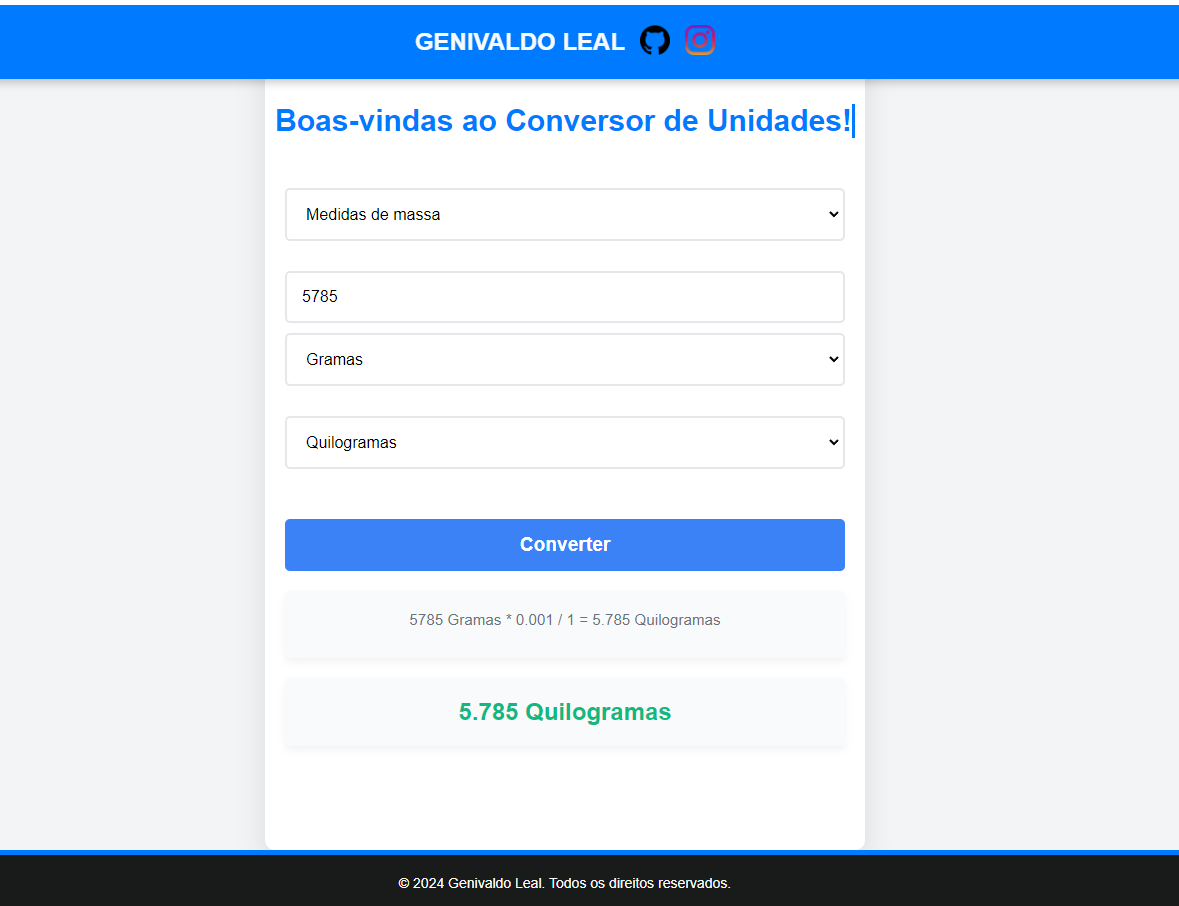 GENIVALDO LEAL
Boas-vindas ao Conversor de Unidades!
Medidas de massa
5785
Gramas
Quilogramas
Converter
5785 Gramas * 0.001 / 1 = 5.785 Quilogramas
5.785 Quilogramas
© 2024 Genivaldo Leal. Todos os direitos reservados.